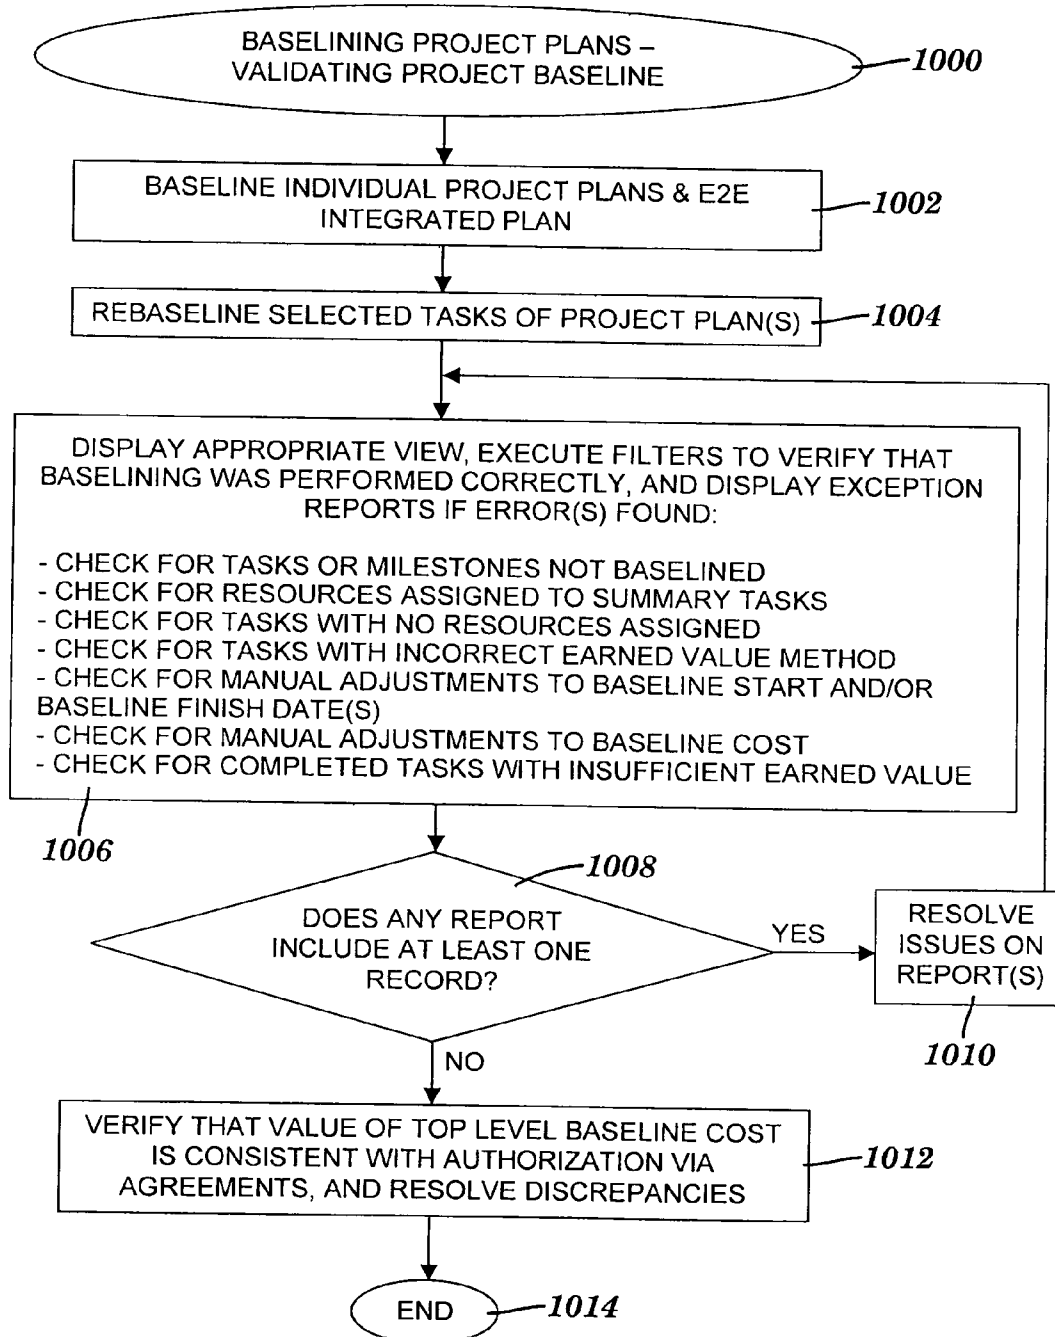 BASELINING PROJECT PLANS –
VALIDATING PROJECT BASELINE
1000
BASELINE INDIVIDUAL PROJECT PLANS & E2E
INTEGRATED PLAN
1002
REBASELINE SELECTED TASKS OF PROJECT PLAN(S)
1004
DISPLAY APPROPRIATE VIEW, EXECUTE FILTERS TO VERIFY THAT
BASELINING WAS PERFORMED CORRECTLY, AND DISPLAY EXCEPTION
REPORTS IF ERROR(S) FOUND:
- CHECK FOR TASKS OR MILESTONES NOT BASELINED
- CHECK FOR RESOURCES ASSIGNED TO SUMMARY TASKS
- CHECK FOR TASKS WITH NO RESOURCES ASSIGNED
- CHECK FOR TASKS WITH INCORRECT EARNED VALUE METHOD
- CHECK FOR MANUAL ADJUSTMENTS TO BASELINE START AND/OR
BASELINE FINISH DATE(S)
- CHECK FOR MANUAL ADJUSTMENTS TO BASELINE COST
- CHECK FOR COMPLETED TASKS WITH INSUFFICIENT EARNED VALUE
1006
1008
DOES ANY REPORT
INCLUDE AT LEAST ONE
RECORD?
YES
RESOLVE
ISSUES ON
REPORT(S)
1010
NO
VERIFY THAT VALUE OF TOP LEVEL BASELINE COST
IS CONSISTENT WITH AUTHORIZATION VIA
AGREEMENTS, AND RESOLVE DISCREPANCIES
1012
END
1014